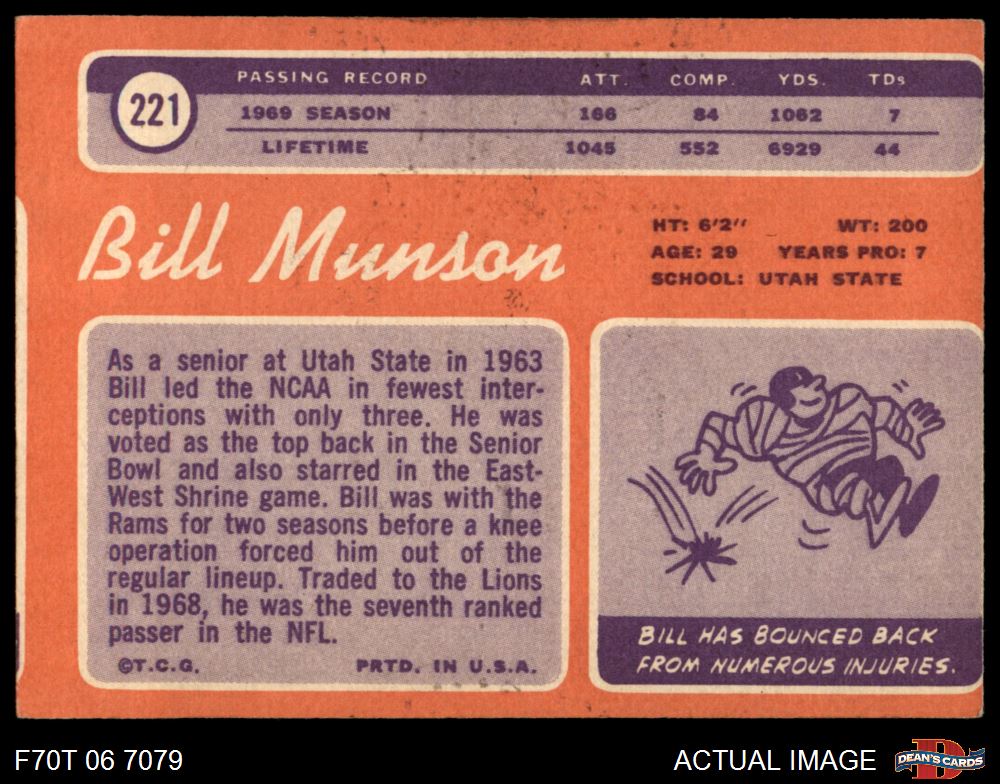 221
PASSING RECORD ATT. COMP. YDS. TDs
1969 SEASON 166 84 1062 7
LIFETIME 1045 552 6929 44
Bill Munson
HT: 6'2" WT: 200
AGE: 29 YEARS PRO: 7
SCHOOL: UTAH STATE
As a senior at Utah State in 1963
Bill led the NCAA in fewest inter-
ceptions with only three. He was
voted as the top back in the Senior
Bowl and also starred in the East-
West Shrine game. Bill was with the
Rams for two seasons before a knee
operation forced him out of the
regular lineup. Traded to the Lions
in 1968, he was the seventh ranked
passer in the NFL.
©T.C.G. PRTD. IN U.S.A.
BILL HAS BOUNCED BACK
FROM NUMEROUS INJURIES.
F70T 06 7079
ACTUAL IMAGE
DEAN'S CARDS